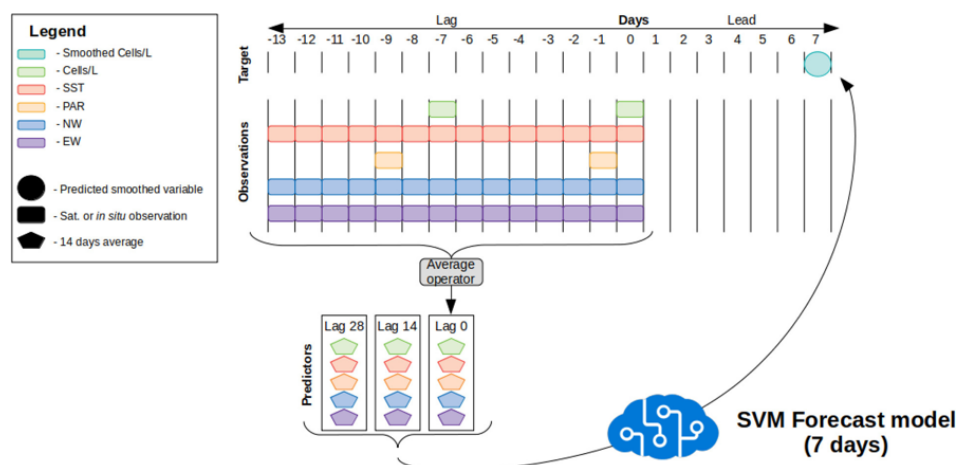 Legend
- Smoothed Cells/L
- Cells/L
- SST
- PAR
- NW
- EW
- Predicted smoothed variable
- Sat. or in situ observation
- 14 days average
Lag Days Lead
-13 -12 -11 -10 -9 -8 -7 -6 -5 -4 -3 -2 -1 0 1 2 3 4 5 6 7
Target
Observations
Average
operator
Predictors
Lag 28 Lag 14 Lag 0
SVM Forecast model
(7 days)